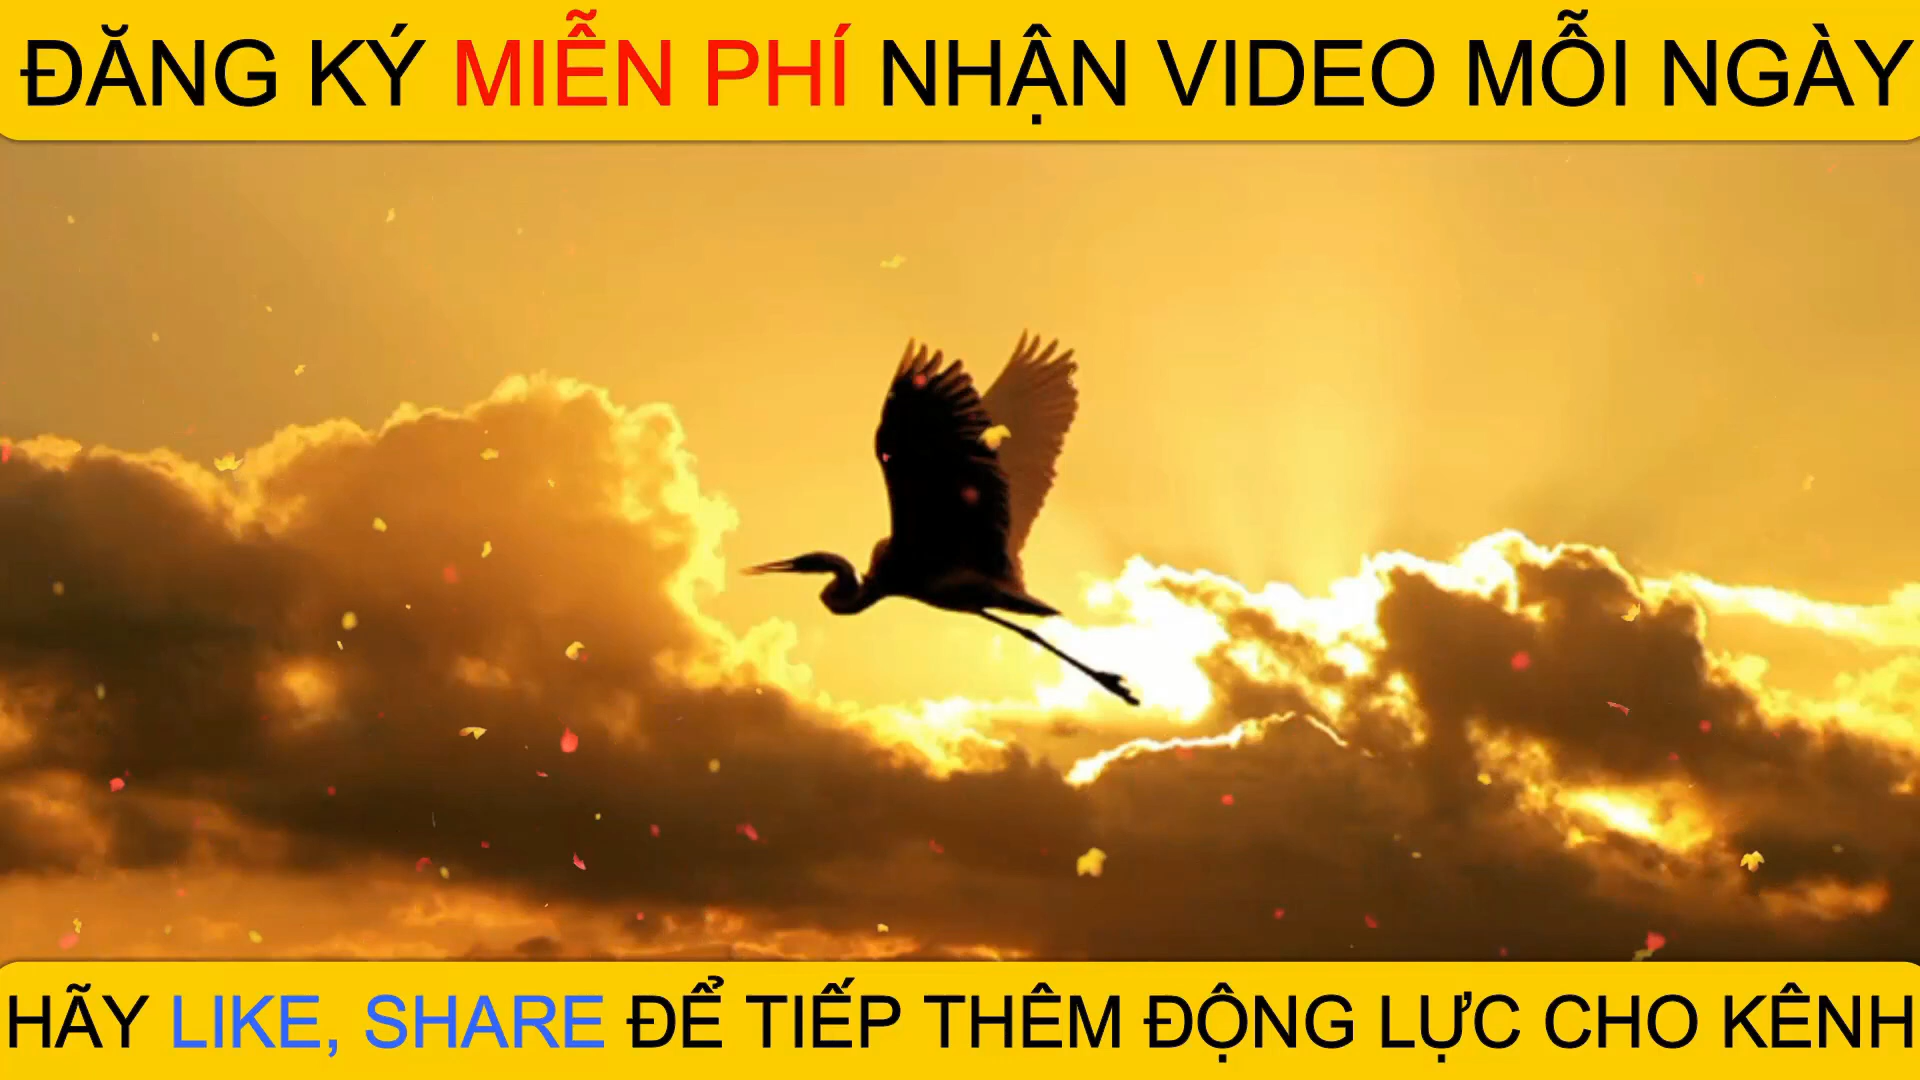 ĐĂNG KÝ MIỄN PHÍ NHẬN VIDEO MỖI NGÀY
HÃY LIKE, SHARE ĐỂ TIẾP THÊM ĐỘNG LỰC CHO KÊNH